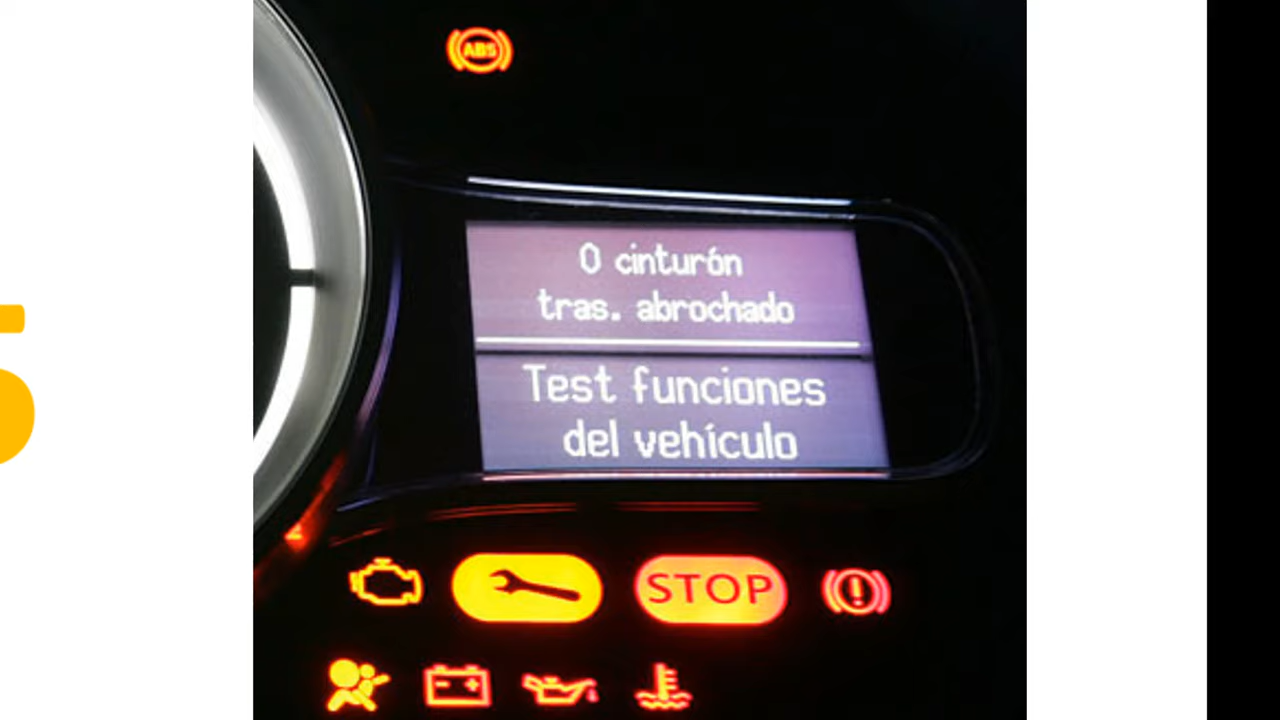 ABS
0 cinturón
tras. abrochado
Test funciones
del vehículo
STOP